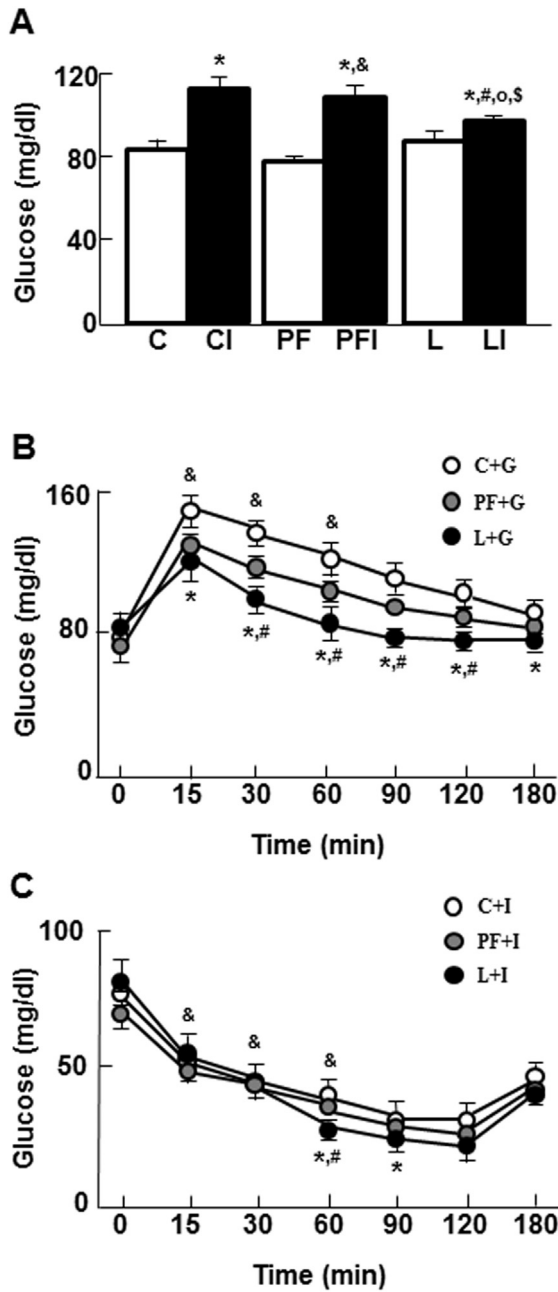 A
Glucose (mg/dl)
120
80
40
0
*
*,&
*,#,o,$
C CI PF PFI L LI
B
Glucose (mg/dl)
160
80
0
C+G
PF+G
L+G
& & &
* *,# *,# *,# *,# *
0 15 30 60 90 120 180
Time (min)
C
Glucose (mg/dl)
100
50
0
C+I
PF+I
L+I
& & &
*,# *
0 15 30 60 90 120 180
Time (min)